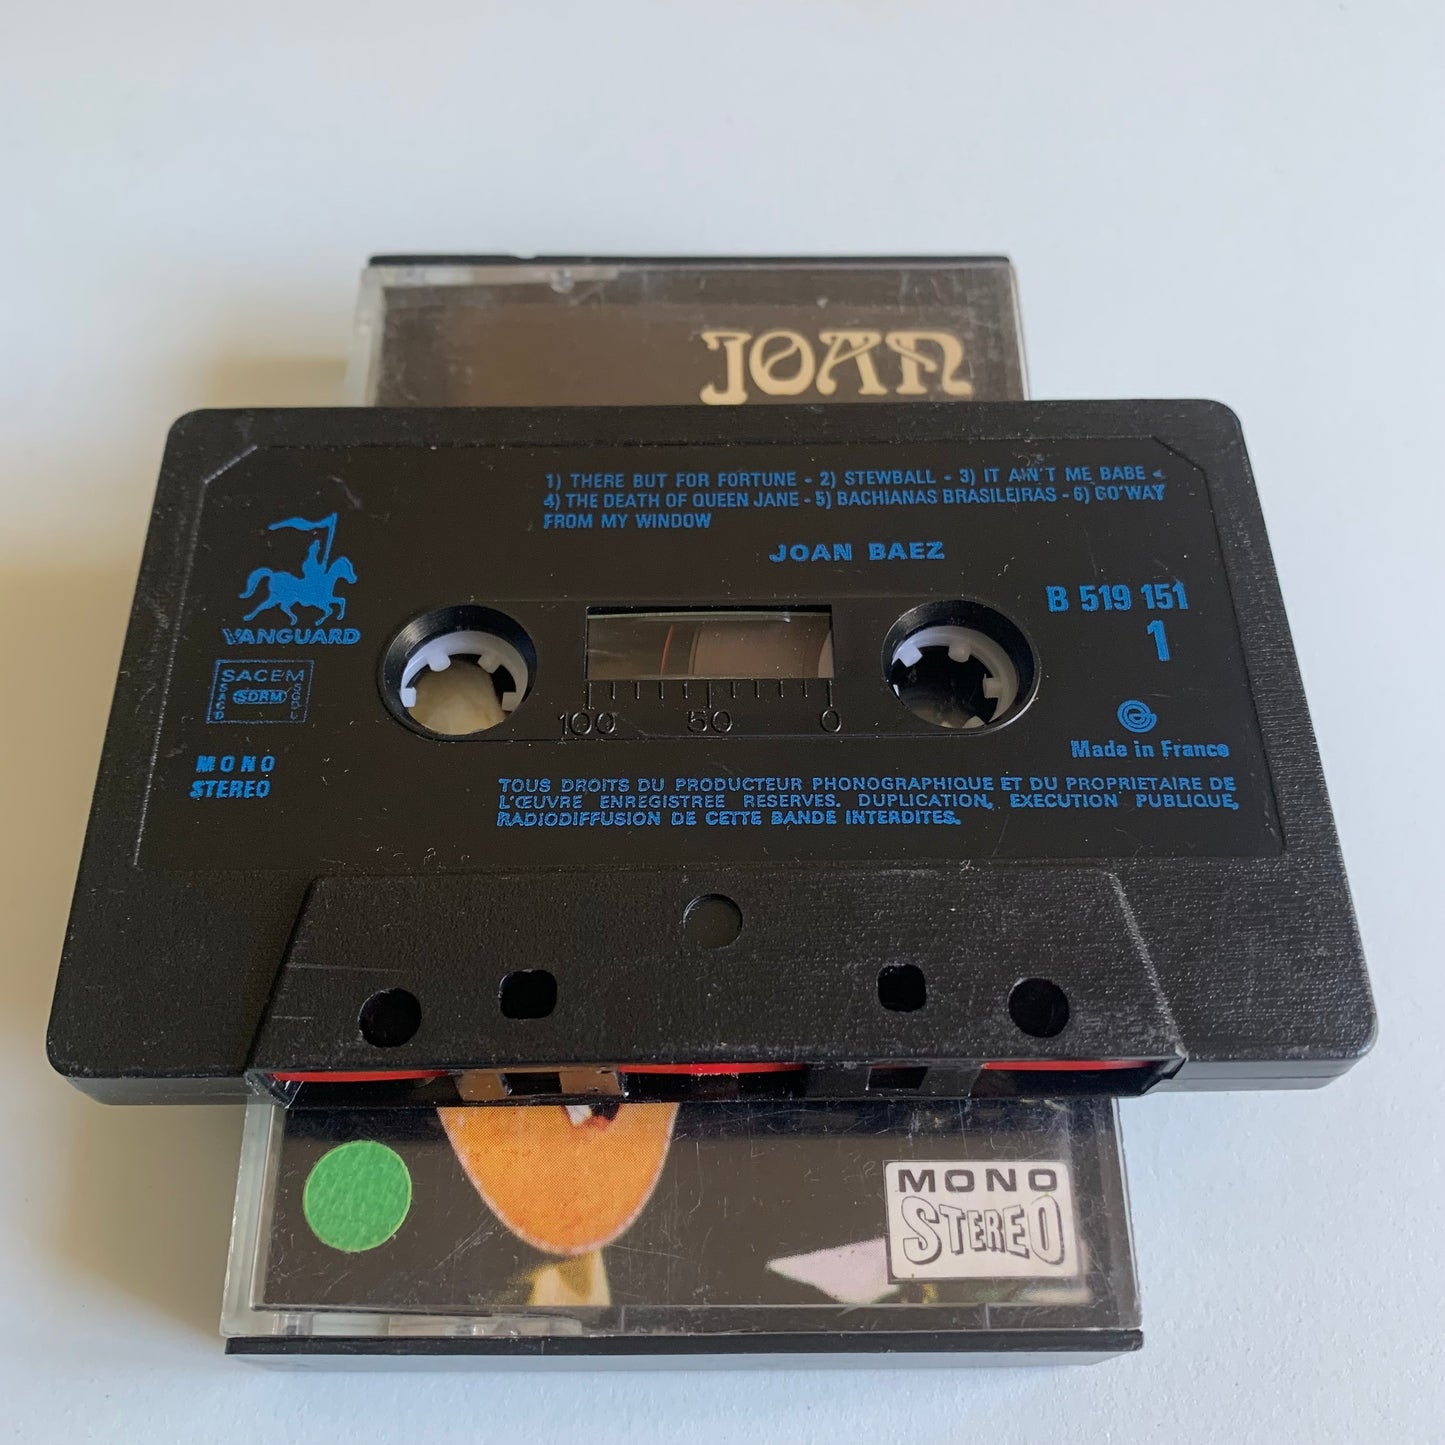 JOAN
1) THERE BUT FOR FORTUNE - 2) STEWBALL - 3) IT AIN'T ME BABE -
4) THE DEATH OF QUEEN JANE - 5) BACHIANAS BRASILEIRAS - 6) GO'WAY
FROM MY WINDOW
JOAN BAEZ
VANGUARD
B 519 151
1
SACEM
SACD
SDRM
SGDL
100 50 0
Made in France
MONO
STEREO
TOUS DROITS DU PRODUCTEUR PHONOGRAPHIQUE ET DU PROPRIETAIRE DE
L'ŒUVRE ENREGISTREE RESERVES. DUPLICATION, EXECUTION PUBLIQUE,
RADIODIFFUSION DE CETTE BANDE INTERDITES.
MONO
STEREO